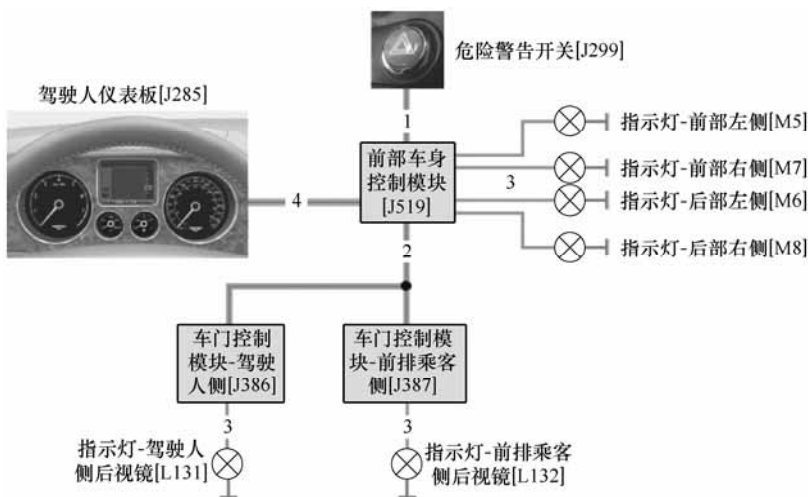 危险警告开关[J299]
驾驶人仪表板[J285]
1
前部车身
控制模块
[J519]
指示灯-前部左侧[M5]
指示灯-前部右侧[M7]
3
指示灯-后部左侧[M6]
指示灯-后部右侧[M8]
4
2
车门控制
模块-驾驶
人侧[J386]
车门控制模
块-前排乘客
侧[J387]
3
3
指示灯-驾驶人
侧后视镜[L131]
指示灯-前排乘客
侧后视镜[L132]